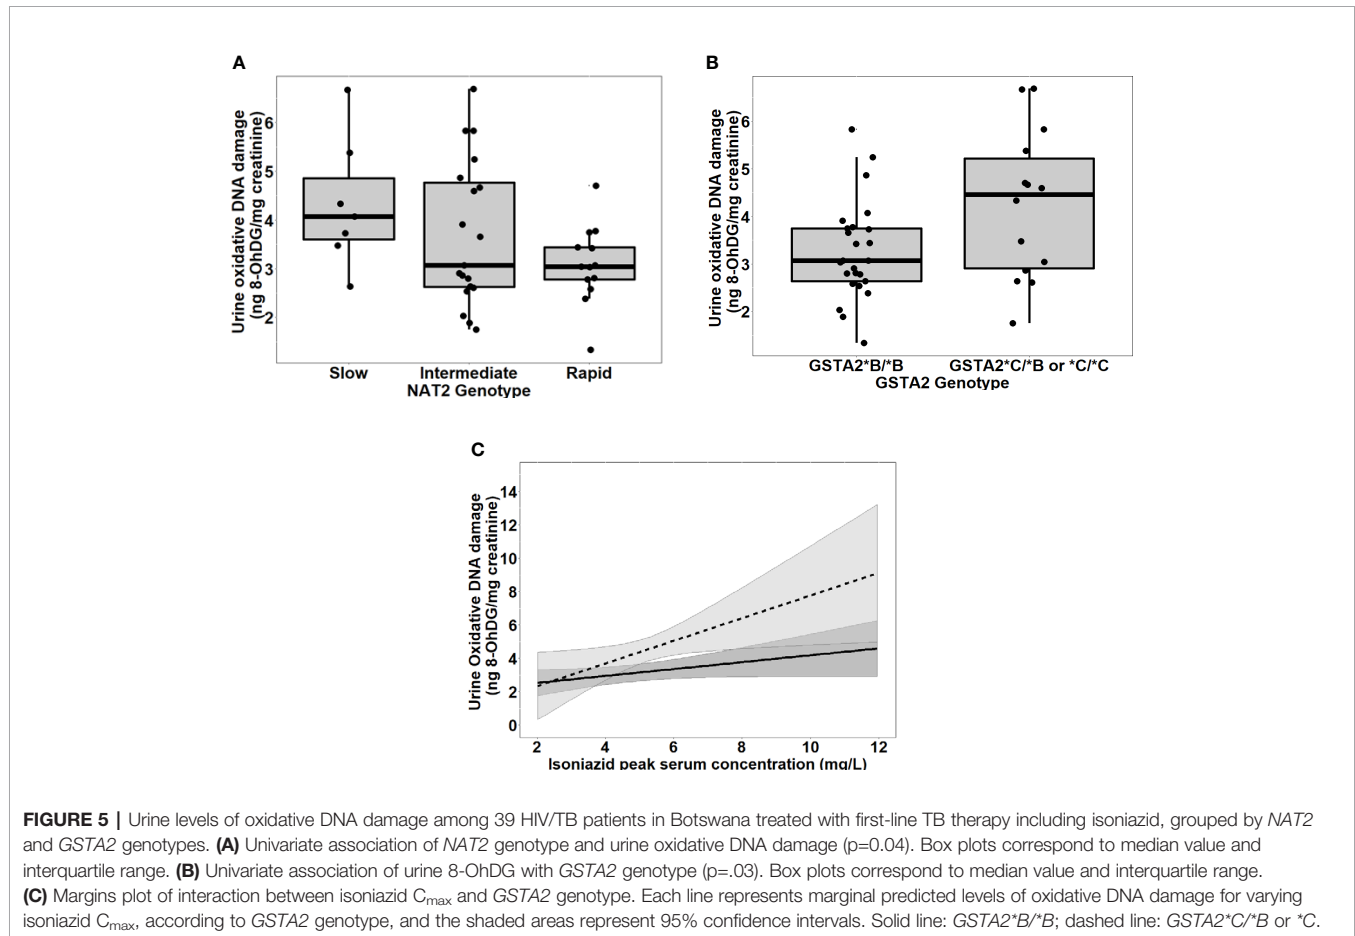 A
Urine oxidative DNA damage
(ng 8-OhDG/mg creatinine)
6
5
4
3
2
Slow
Intermediate
Rapid
NAT2 Genotype
B
Urine oxidative DNA damage
(ng 8-OhDG/mg creatinine)
6
5
4
3
2
GSTA2*B/*B
GSTA2*C/*B or *C/*C
GSTA2 Genotype
C
Urine Oxidative DNA damage
(ng 8-OhDG/mg creatinine)
14
12
10
8
6
4
2
0
2
4
6
8
10
12
Isoniazid peak serum concentration (mg/L)
FIGURE 5 | Urine levels of oxidative DNA damage among 39 HIV/TB patients in Botswana treated with first-line TB therapy including isoniazid, grouped by NAT2
and GSTA2 genotypes. (A) Univariate association of NAT2 genotype and urine oxidative DNA damage (p=0.04). Box plots correspond to median value and
interquartile range. (B) Univariate association of urine 8-OhDG with GSTA2 genotype (p=.03). Box plots correspond to median value and interquartile range.
(C) Margins plot of interaction between isoniazid Cmax and GSTA2 genotype. Each line represents marginal predicted levels of oxidative DNA damage for varying
isoniazid Cmax, according to GSTA2 genotype, and the shaded areas represent 95% confidence intervals. Solid line: GSTA2*B/*B; dashed line: GSTA2*C/*B or *C.